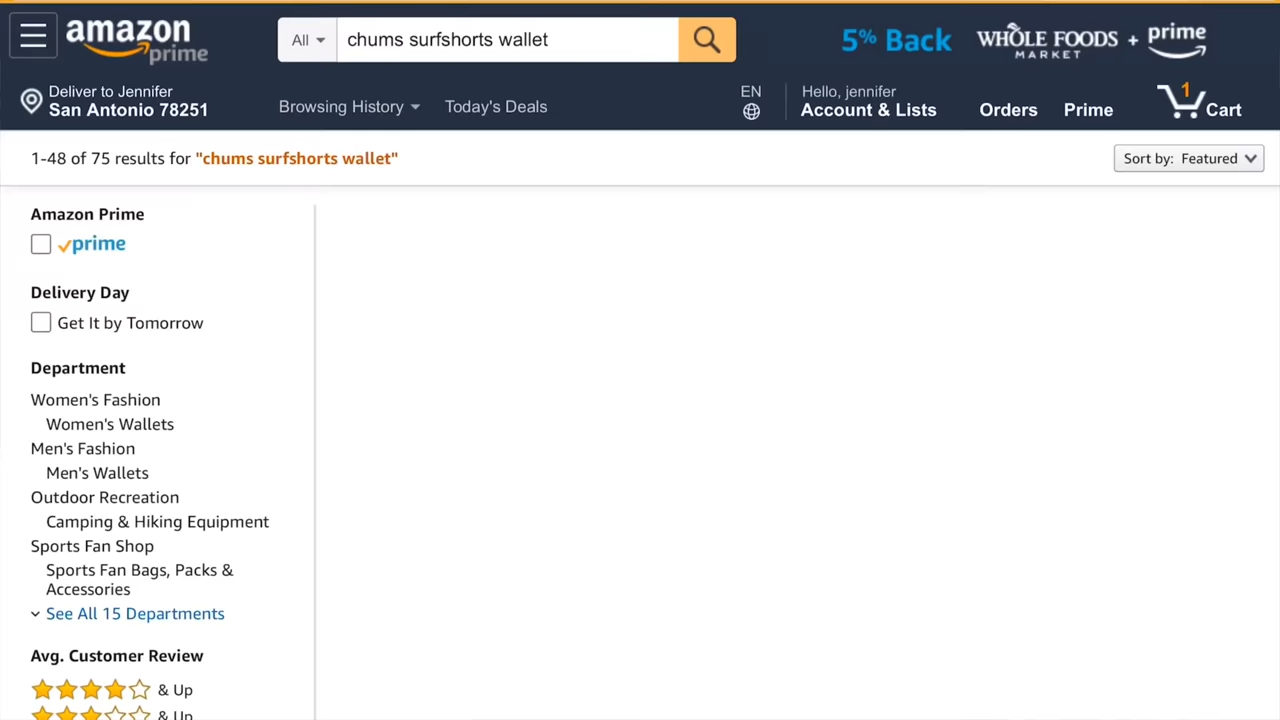 amazon prime
All
chums surfshorts wallet
5% Back
WHOLE FOODS MARKET + prime
Deliver to Jennifer
San Antonio 78251
Browsing History
Today's Deals
EN
Hello, jennifer
Account & Lists
Orders
Prime
1
Cart
1-48 of 75 results for "chums surfshorts wallet"
Sort by: Featured
Amazon Prime
prime
Delivery Day
Get It by Tomorrow
Department
Women's Fashion
Women's Wallets
Men's Fashion
Men's Wallets
Outdoor Recreation
Camping & Hiking Equipment
Sports Fan Shop
Sports Fan Bags, Packs &
Accessories
See All 15 Departments
Avg. Customer Review
& Up
& Up